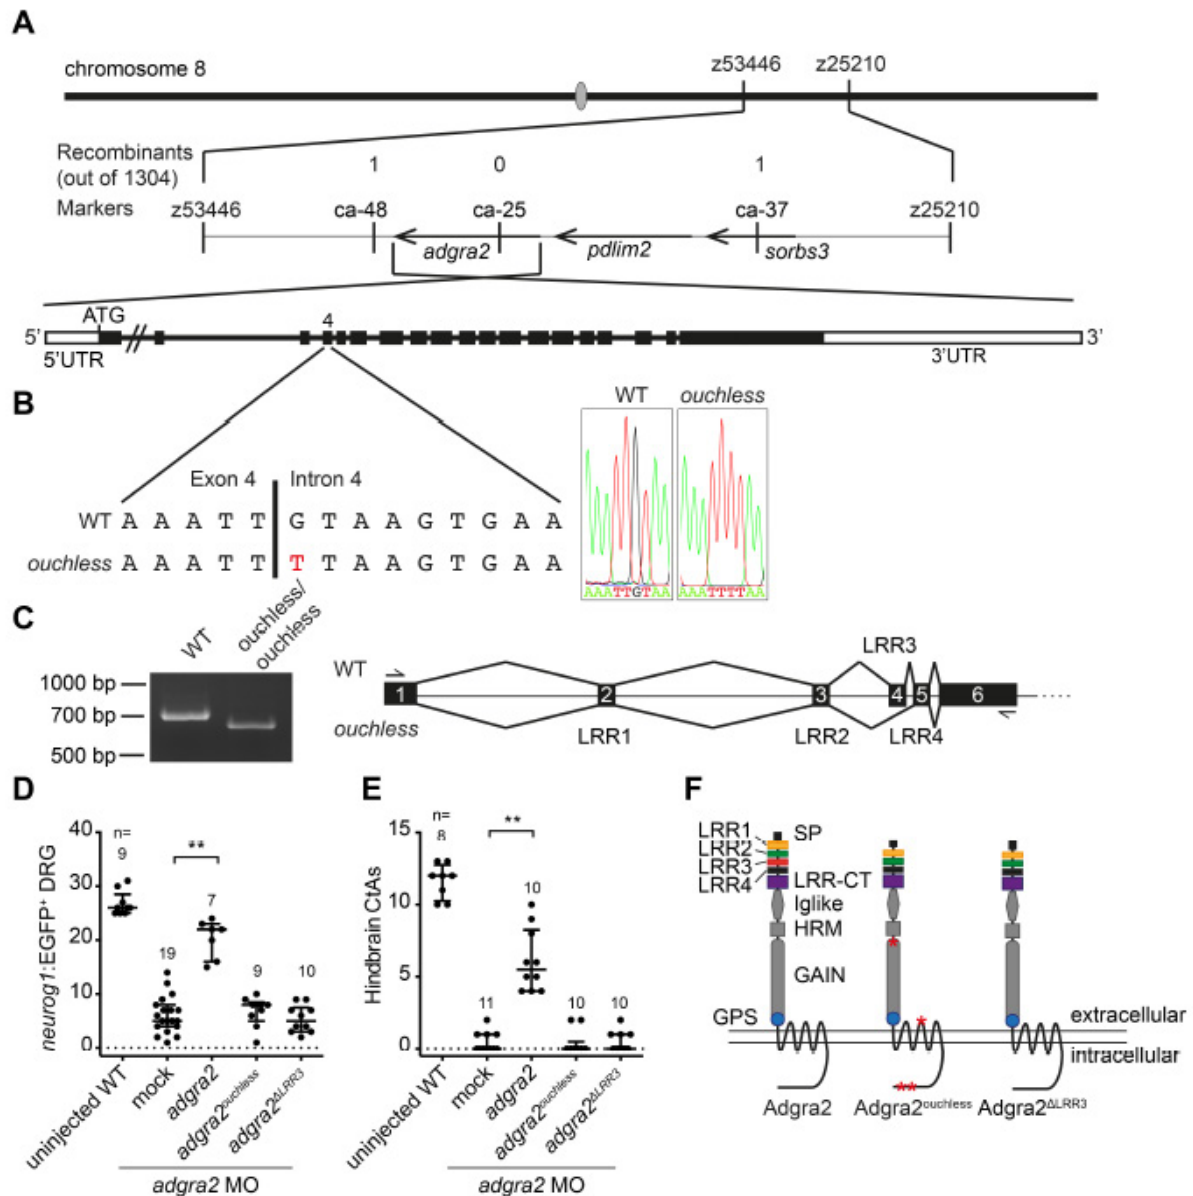 A
chromosome 8
z53446 z25210
Recombinants
(out of 1304)
1 0 1
Markers z53446 ca-48 ca-25 ca-37 z25210
adgra2 pdlim2 sorbs3
ATG 4
5' 3'
5'UTR 3'UTR
B
WT ouchless
Exon 4 Intron 4
WT A A A T T G T A A G T G A A
ouchless A A A T T T T A A G T G A A
AAATTGTAA AAATTTTAA
C
WT ouchless/
ouchless
1000 bp
700 bp
500 bp
WT LRR3
1 2 3 4 5 6
ouchless
LRR1 LRR2 LRR4
D
neurog1:EGFP+ DRG
40
30
20
10
0
n=
9
19
7
9
10
**
uninjected WT
mock
adgra2
adgra2ouchless
adgra2ΔLRR3
adgra2 MO
E
Hindbrain CtAs
15
10
5
0
n=
8
11
10
10
10
**
uninjected WT
mock
adgra2
adgra2ouchless
adgra2ΔLRR3
adgra2 MO
F
LRR1 SP
LRR2
LRR3
LRR4 LRR-CT
Iglike
HRM
*
GAIN
GPS * extracellular
intracellular
**
Adgra2 Adgra2ouchless Adgra2ΔLRR3